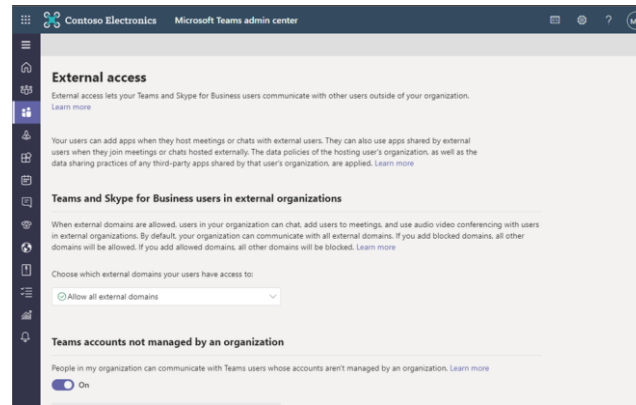 Contoso Electronics Microsoft Teams admin center
External access
External access lets your Teams and Skype for Business users communicate with other users outside of your organization.
Learn more
Your users can add apps when they host meetings or chats with external users. They can also use apps shared by external
users when they join meetings or chats hosted externally. The data policies of the hosting user's organization, as well as the
data sharing practices of any third-party apps shared by that user's organization, are applied. Learn more
Teams and Skype for Business users in external organizations
When external domains are allowed, users in your organization can chat, add users to meetings, and use audio video conferencing with users
in external organizations. By default, your organization can communicate with all external domains. If you add blocked domains, all other
domains will be allowed. If you add allowed domains, all other domains will be blocked. Learn more
Choose which external domains your users have access to:
Allow all external domains
Teams accounts not managed by an organization
People in my organization can communicate with Teams users whose accounts aren't managed by an organization. Learn more
On